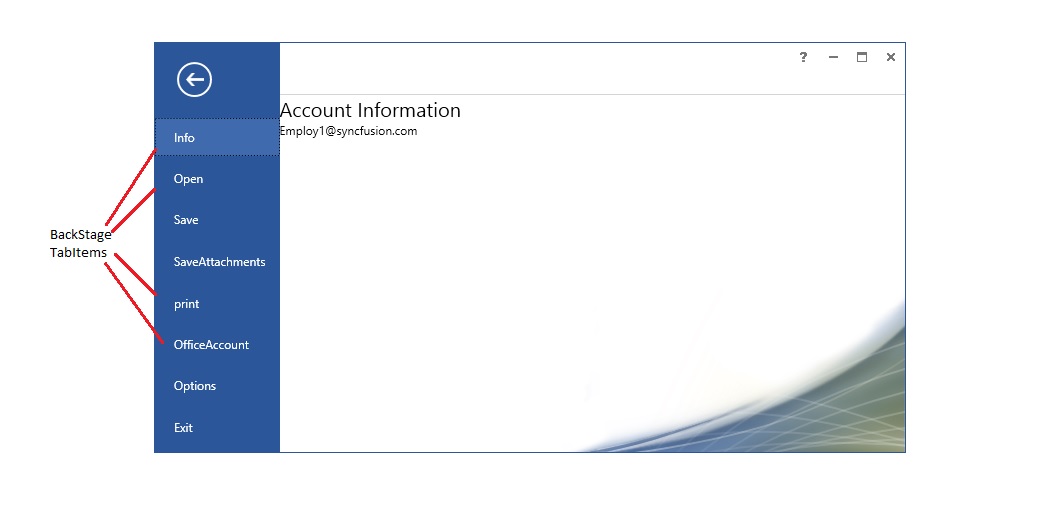 ?
Account Information
Employ1@syncfusion.com
Info
Open
Save
SaveAttachments
print
OfficeAccount
Options
Exit
BackStage
TabItems